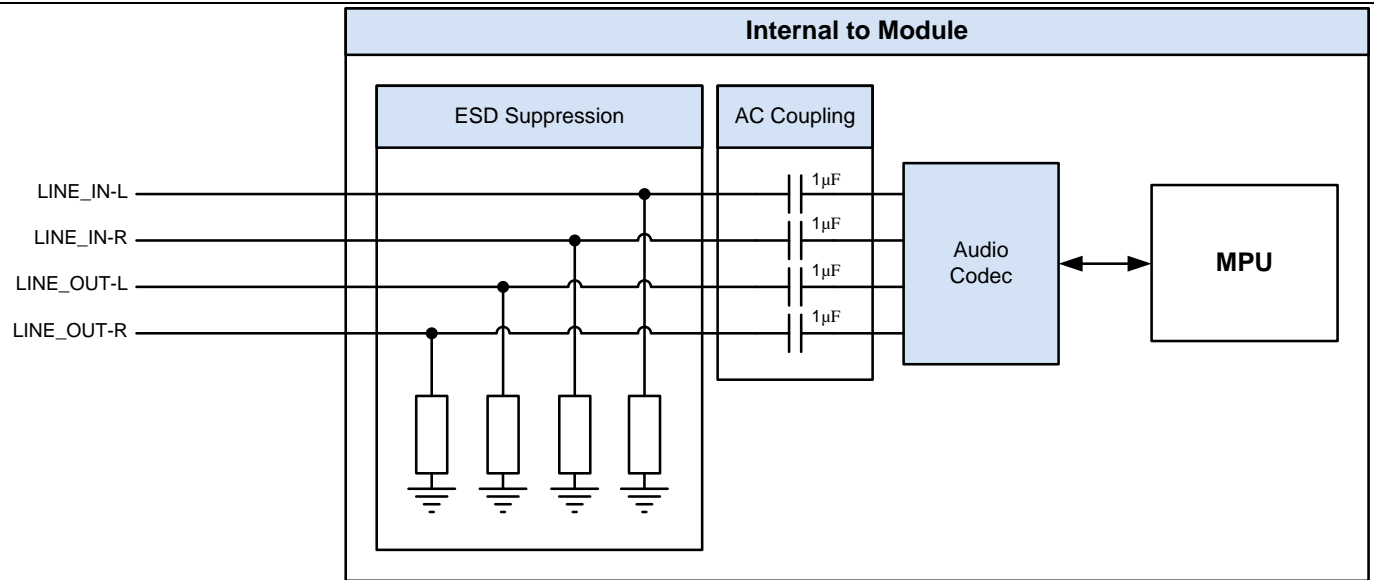 Internal to Module
ESD Suppression
AC Coupling
LINE_IN-L
1μF
LINE_IN-R
1μF
LINE_OUT-L
1μF
LINE_OUT-R
1μF
Audio
Codec
MPU